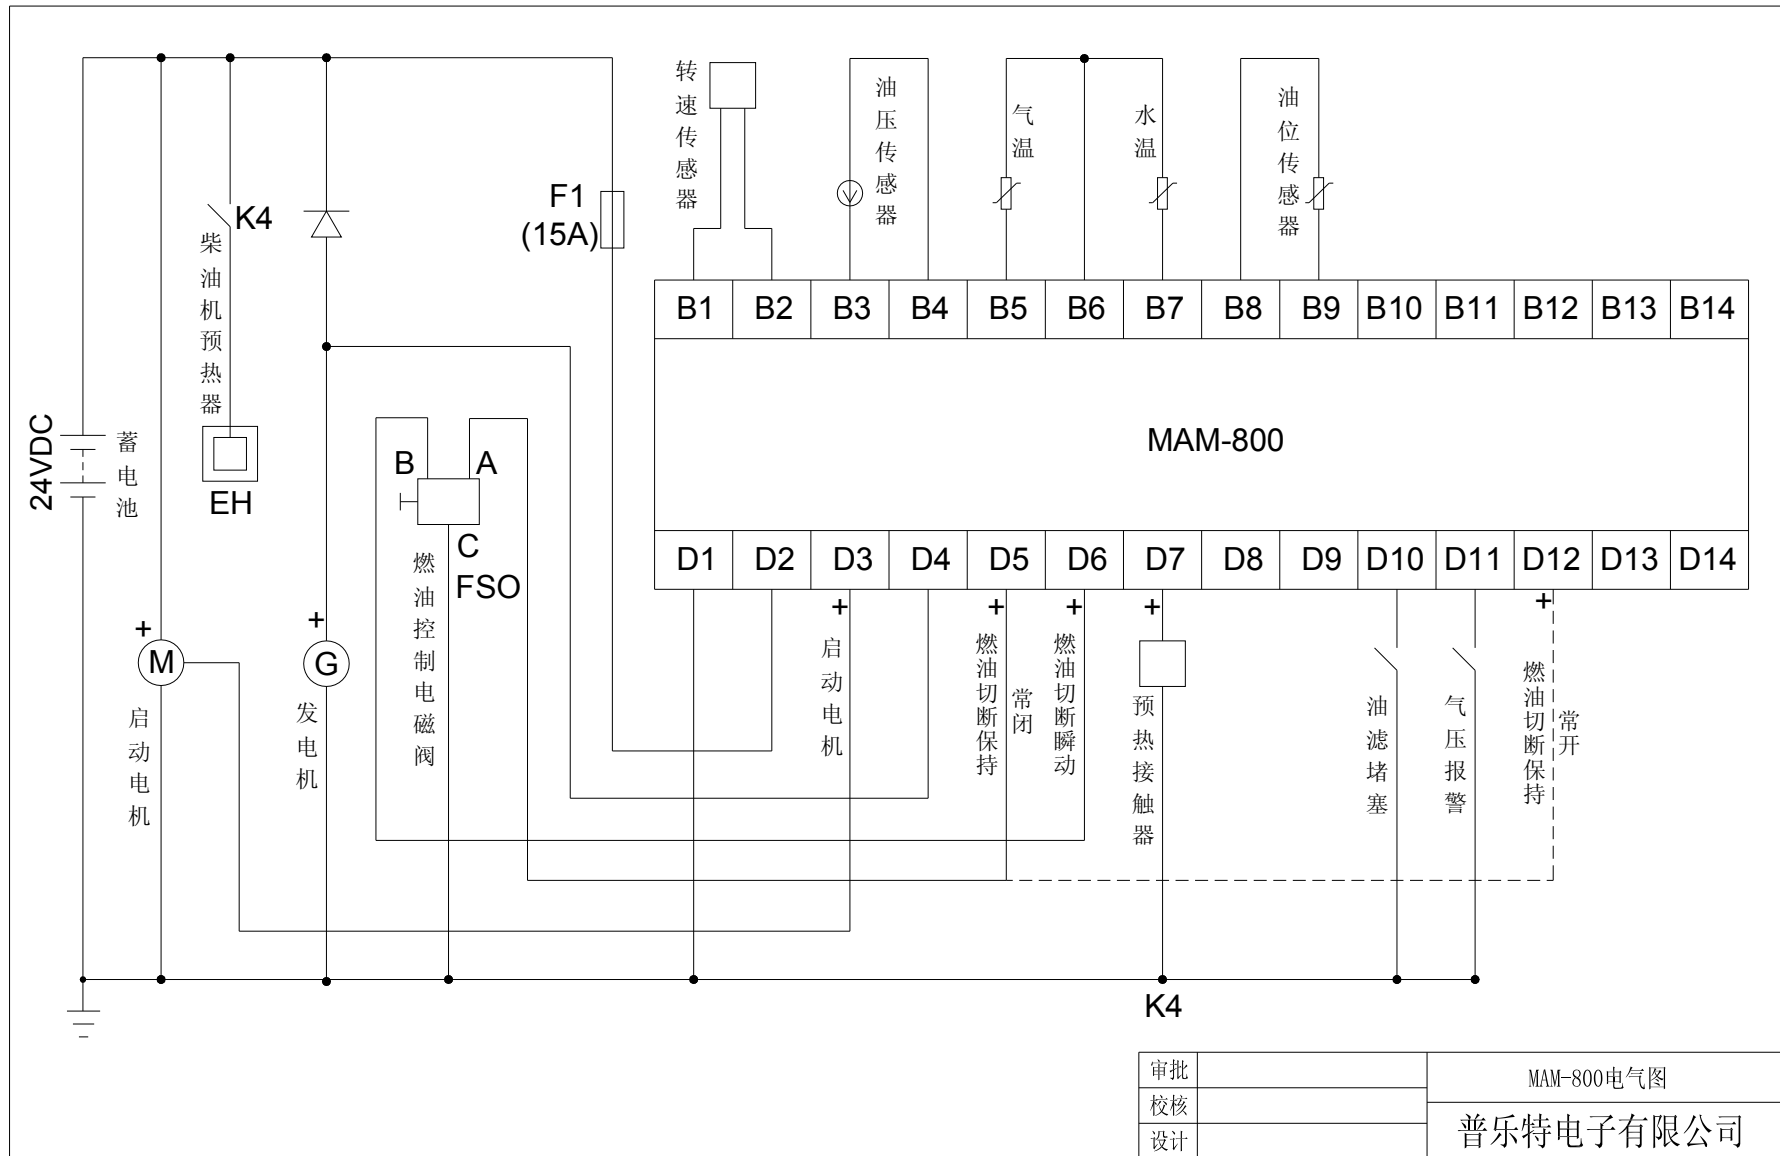 转速传感器
油压传感器
气温
水温
油位传感器
F1
(15A)
K4
柴油机预热器
EH
24VDC
蓄电池
B1 B2 B3 B4 B5 B6 B7 B8 B9 B10 B11 B12 B13 B14
MAM-800
D1 D2 D3 D4 D5 D6 D7 D8 D9 D10 D11 D12 D13 D14
B A
C
FSO
燃油控制电磁阀
+ M
启动电机
+ G
发电机
+ 启动电机
+ 燃油切断保持
常闭
+ 燃油切断瞬动
+ 预热接触器
油滤堵塞
气压报警
+ 燃油切断保持
常开
K4
审批
校核
设计
MAM-800电气图
普乐特电子有限公司